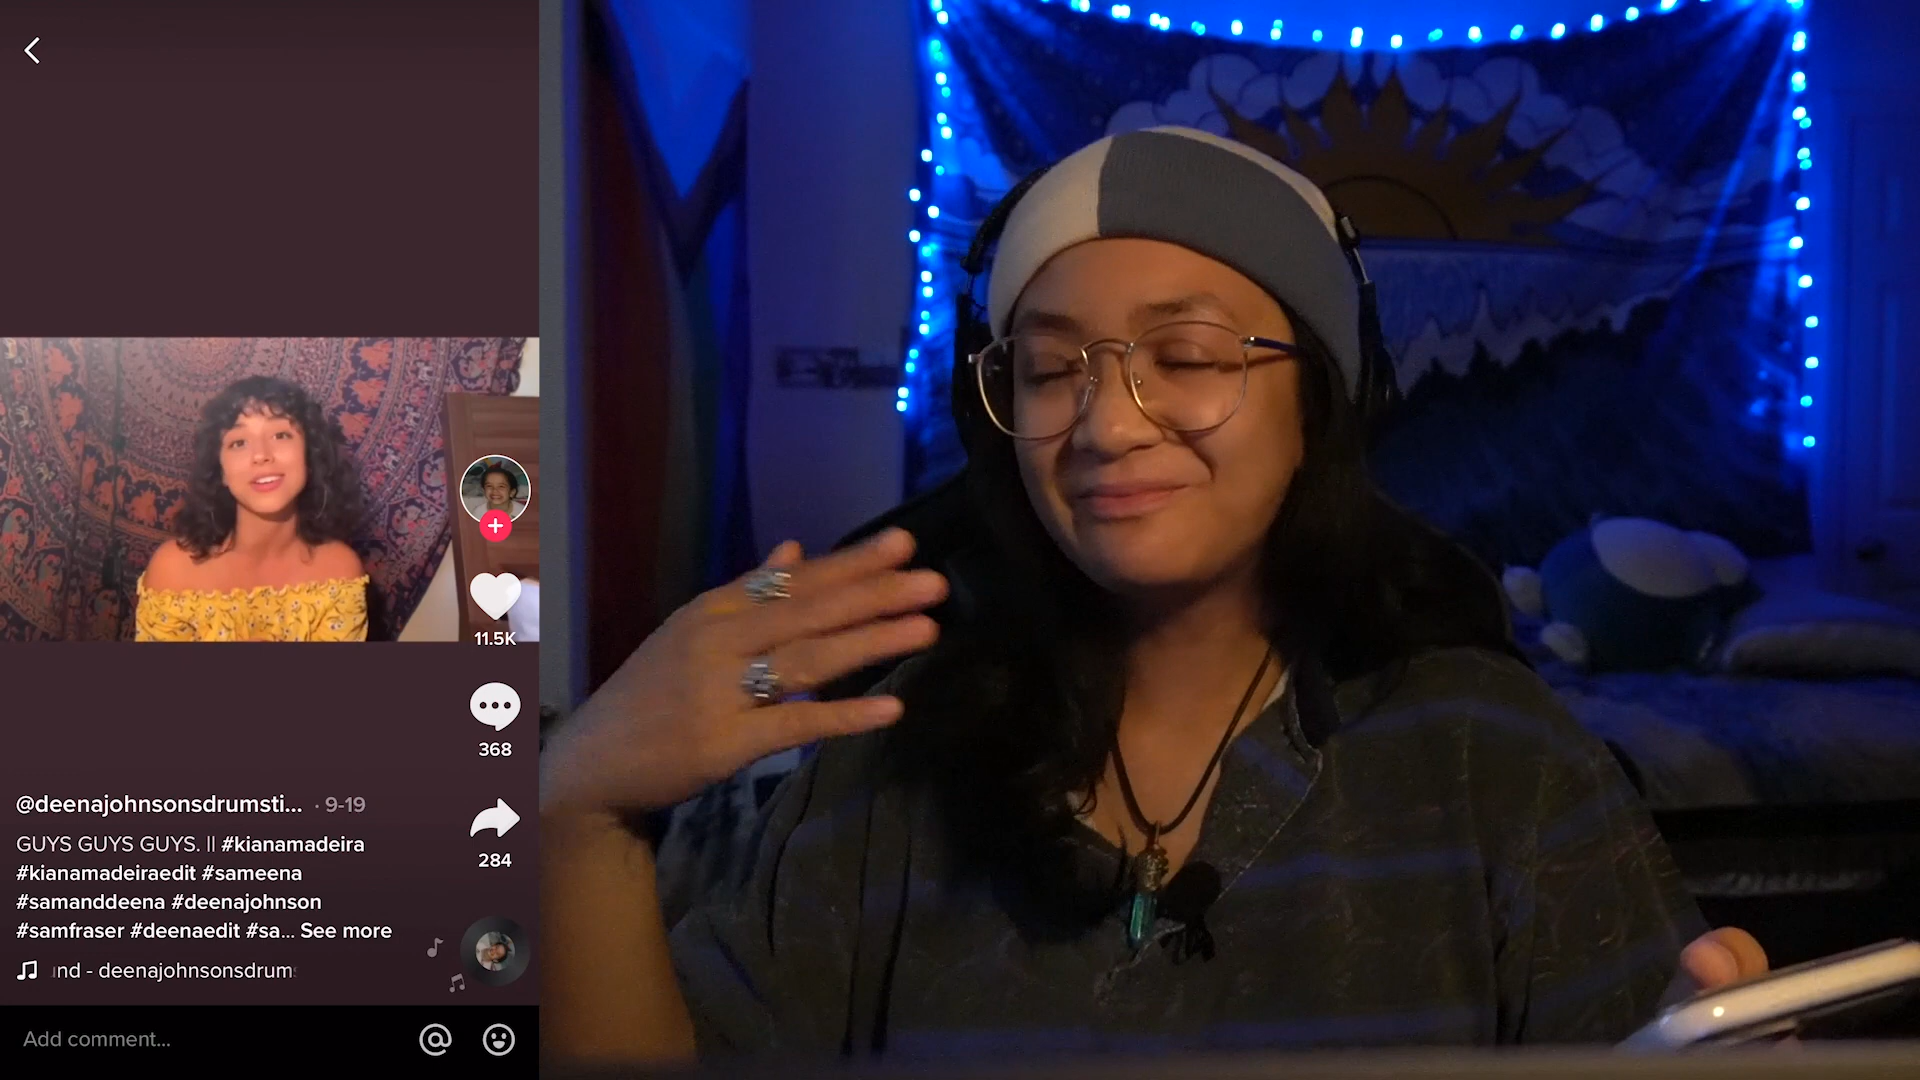 11.5K
368
@deenajohnsonsdrumsti... · 9-19
284
GUYS GUYS GUYS. || #kianamadeira
#kianamadeiraedit #sameena
#samanddeena #deenajohnson
#samfraser #deenaedit #sa... See more
nd - deenajohnsonsdrum
Add comment...